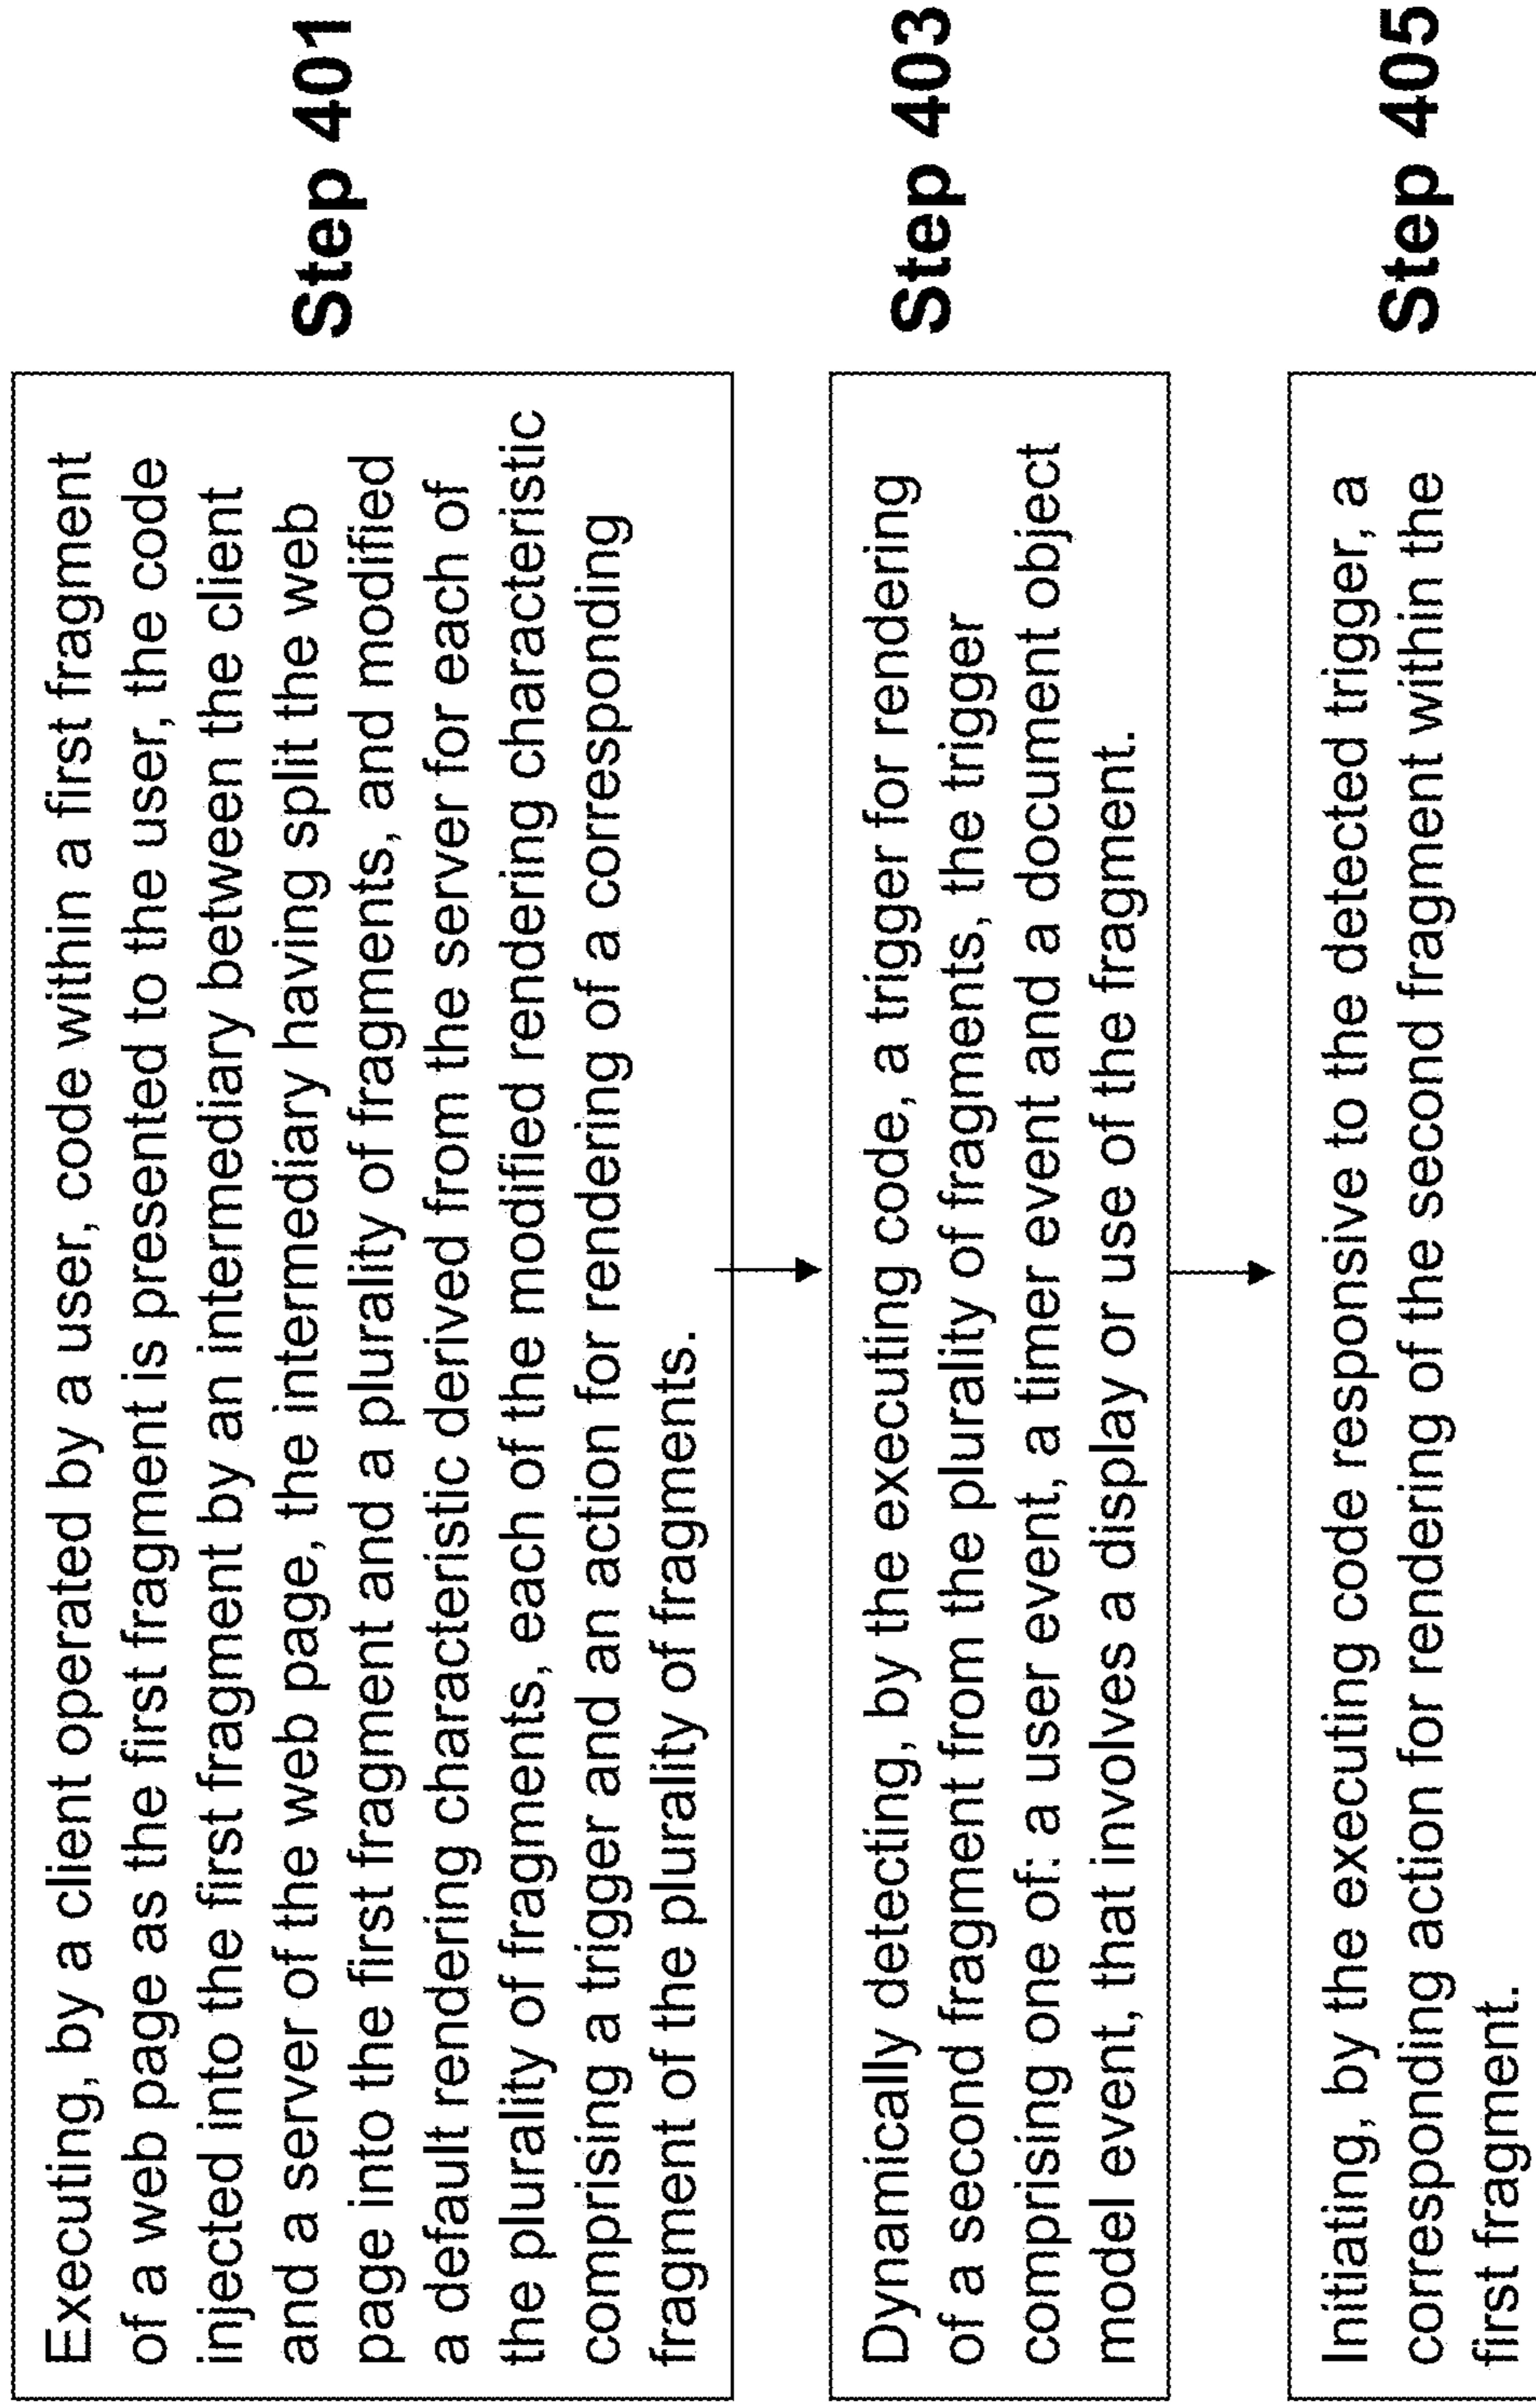 Executing, by a client operated by a user, code within a first fragment
of a web page as the first fragment is presented to the user, the code
injected into the first fragment by an intermediary between the client
and a server of the web page, the intermediary having split the web
page into the first fragment and a plurality of fragments, and modified
a default rendering characteristic derived from the server for each of
the plurality of fragments, each of the modified rendering characteristic
comprising a trigger and an action for rendering of a corresponding
fragment of the plurality of fragments.
Step 401
Dynamically detecting, by the executing code, a trigger for rendering
of a second fragment from the plurality of fragments, the trigger
comprising one of: a user event, a timer event and a document object
model event, that involves a display or use of the fragment.
Step 403
Initiating, by the executing code responsive to the detected trigger, a
corresponding action for rendering of the second fragment within the
first fragment.
Step 405